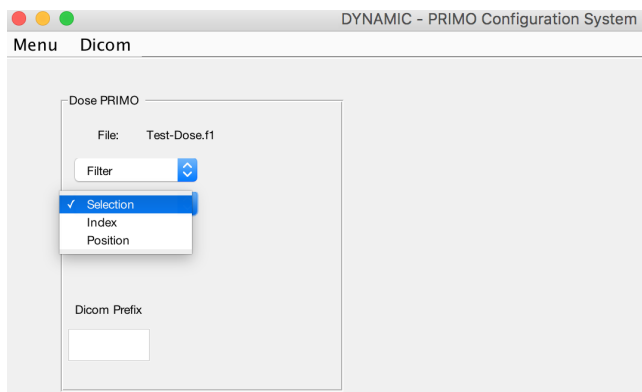 DYNAMIC - PRIMO Configuration System
Menu Dicom
Dose PRIMO
File: Test-Dose.f1
Filter
✓ Selection
Index
Position
Dicom Prefix